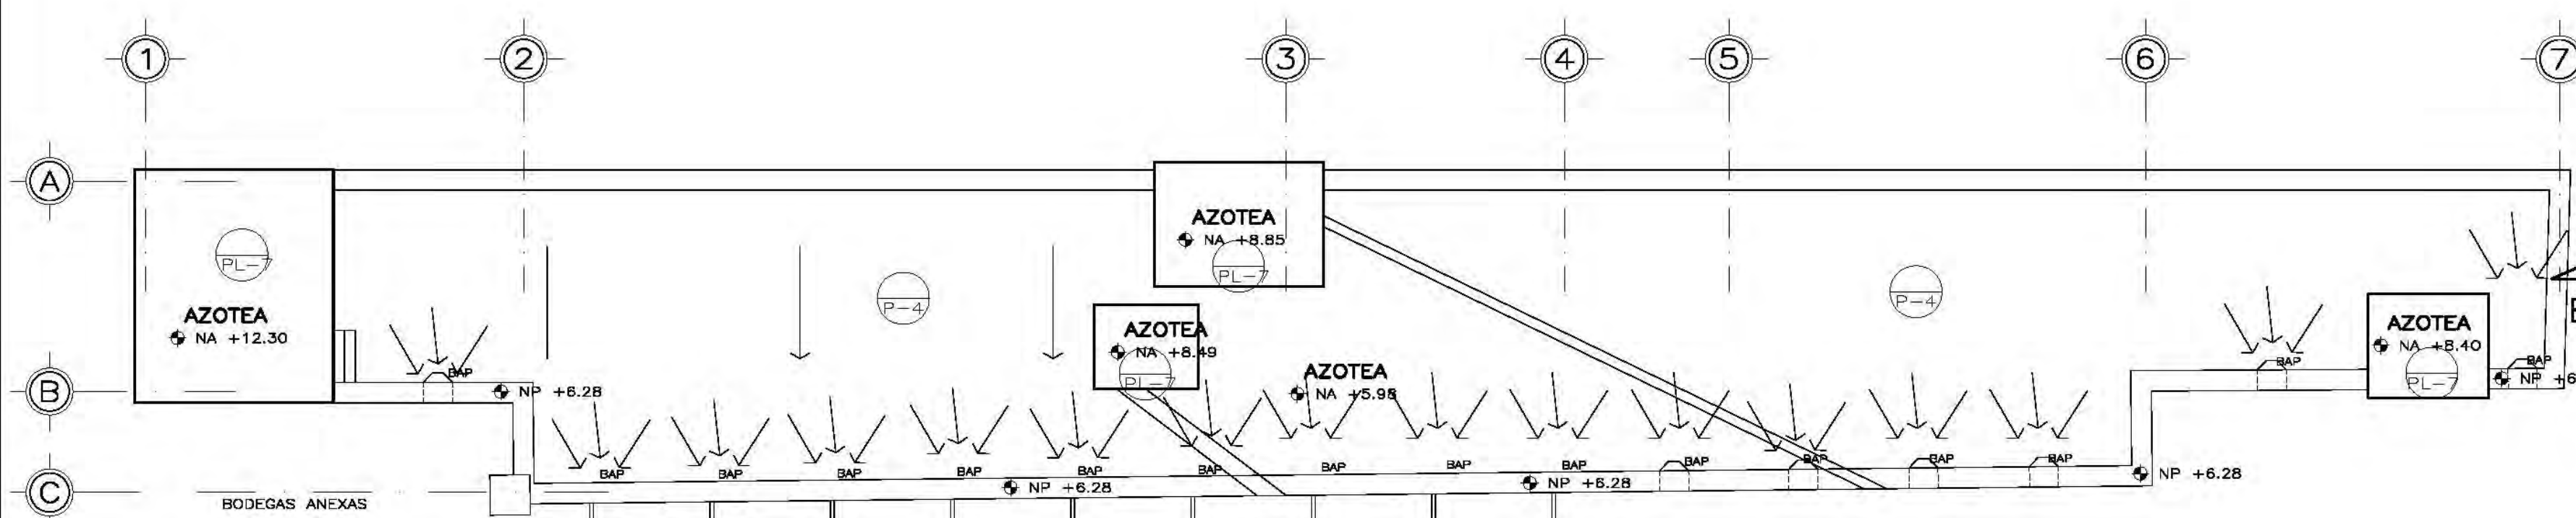 1
2
3
4
5
6
7
A
AZOTEA
NA +8.85
PL-7
PL-7
P-4
P-4
AZOTEA
NA +12.30
AZOTEA
NA +8.49
PL-7
AZOTEA
NA +8.40
PL-7
AZOTEA
NA +5.98
BAP
BAP
BAP
B
NP +6.28
NP +6
BAP
BAP
BAP
BAP
BAP
BAP
BAP
BAP
BAP
BAP
BAP
BAP
BAP
NP +6.28
NP +6.28
NP +6.28
C
BODEGAS ANEXAS